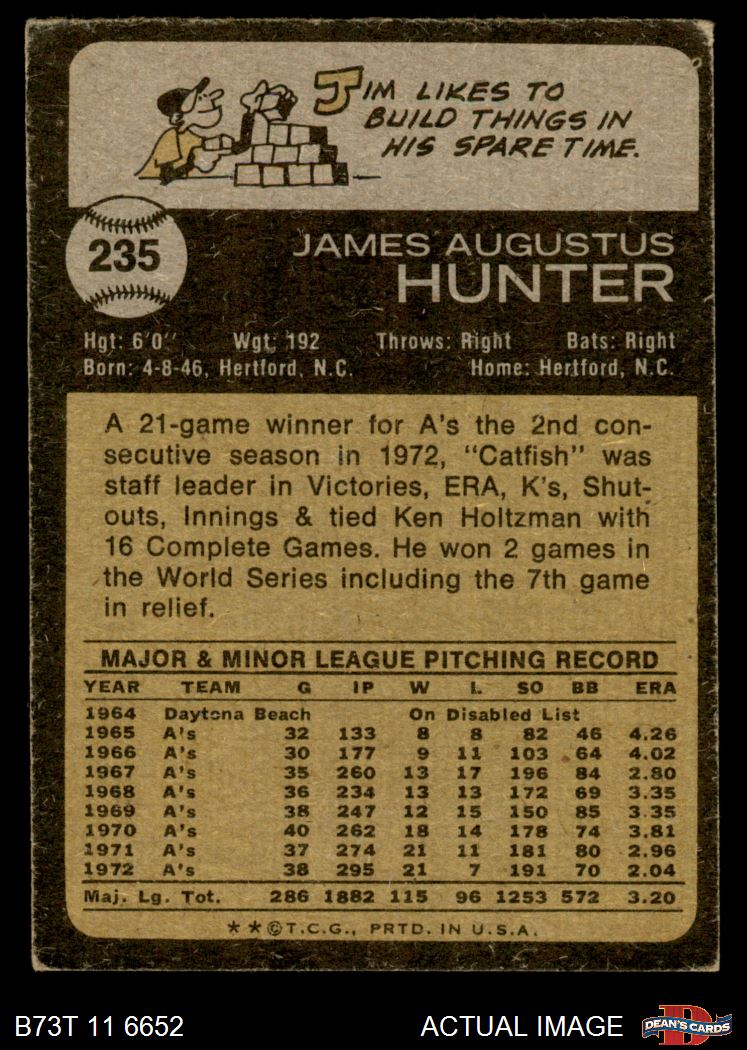 JIM LIKES TO
BUILD THINGS IN
HIS SPARE TIME.
235
JAMES AUGUSTUS
HUNTER
Hgt: 6'0" Wgt: 192 Throws: Right Bats: Right
Born: 4-8-46, Hertford, N.C. Home: Hertford, N.C.
A 21-game winner for A's the 2nd con-
secutive season in 1972, "Catfish" was
staff leader in Victories, ERA, K's, Shut-
outs, Innings & tied Ken Holtzman with
16 Complete Games. He won 2 games in
the World Series including the 7th game
in relief.
MAJOR & MINOR LEAGUE PITCHING RECORD
YEAR TEAM G IP W L SO BB ERA
1964 Daytona Beach On Disabled List
1965 A's 32 133 8 8 82 46 4.26
1966 A's 30 177 9 11 103 64 4.02
1967 A's 35 260 13 17 196 84 2.80
1968 A's 36 234 13 13 172 69 3.35
1969 A's 38 247 12 15 150 85 3.35
1970 A's 40 262 18 14 178 74 3.81
1971 A's 37 274 21 11 181 80 2.96
1972 A's 38 295 21 7 191 70 2.04
Maj. Lg. Tot. 286 1882 115 96 1253 572 3.20
**©T.C.G., PRTD. IN U.S.A.
B73T 11 6652 ACTUAL IMAGE D DEAN'S CARDS